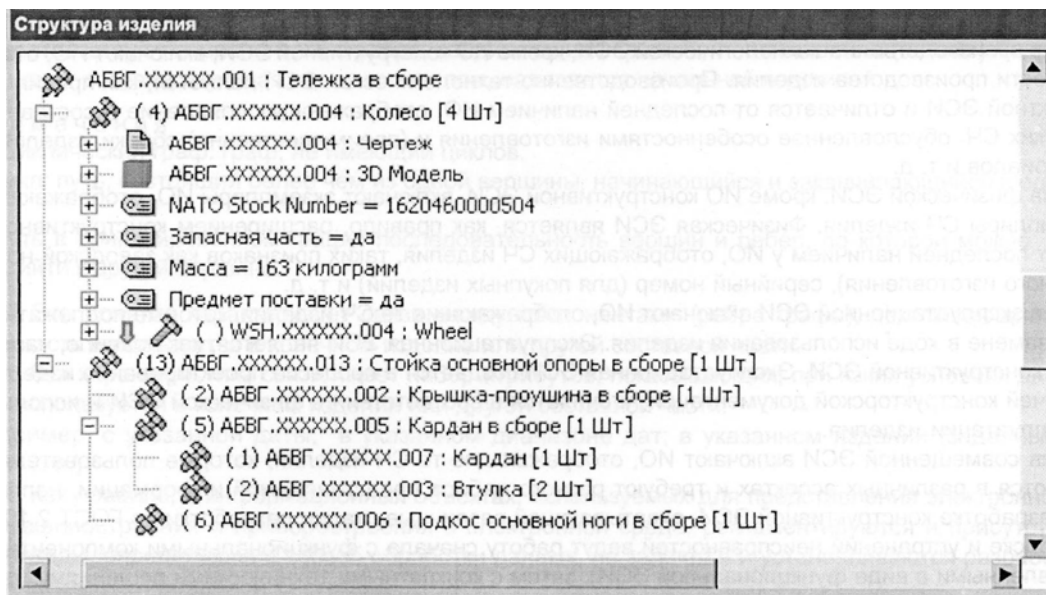 Структура изделия
АБВГ.XXXXXX.001 : Тележка в сборе
( 4) АБВГ.XXXXXX.004 : Колесо [4 Шт]
АБВГ.XXXXXX.004 : Чертеж
АБВГ.XXXXXX.004 : 3D Модель
NATO Stock Number = 16204600000504
Запасная часть = да
Масса = 163 килограмм
Предмет поставки = да
( ) WSH.XXXXXX.004 : Wheel
(13) АБВГ.XXXXXX.013 : Стойка основной опоры в сборе [1 Шт]
( 2) АБВГ.XXXXXX.002 : Крышка-проушина в сборе [1 Шт]
( 5) АБВГ.XXXXXX.005 : Кардан в сборе [1 Шт]
( 1) АБВГ.XXXXXX.007 : Кардан [1 Шт]
( 2) АБВГ.XXXXXX.003 : Втулка [2 Шт]
( 6) АБВГ.XXXXXX.006 : Подкос основной ноги в сборе [1 Шт]